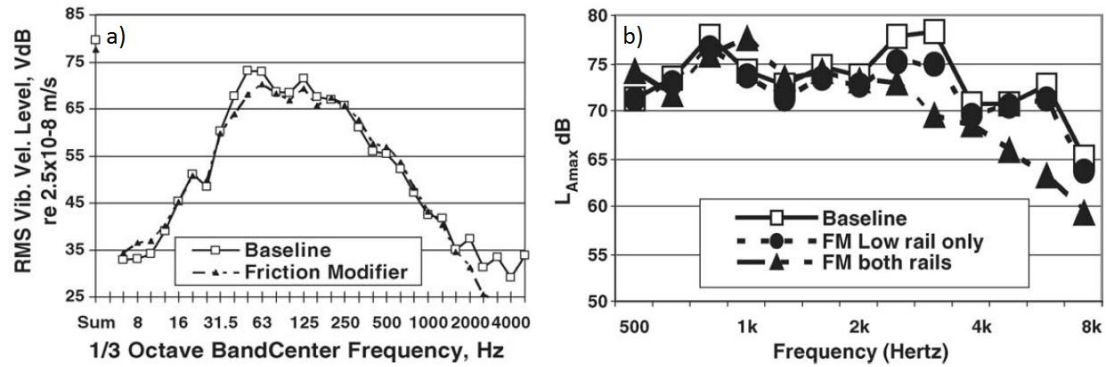 a)
85
75
65
55
45
35
25
RMS Vib. Vel. Level, VdB
re 2.5x10-8 m/s
Baseline
Friction Modifier
Sum 8 16 31.5 63 125 250 500 1000 2000 4000
1/3 Octave BandCenter Frequency, Hz
b)
80
75
70
65
60
55
50
LAmax dB
Baseline
FM Low rail only
FM both rails
500 1k 2k 4k 8k
Frequency (Hertz)